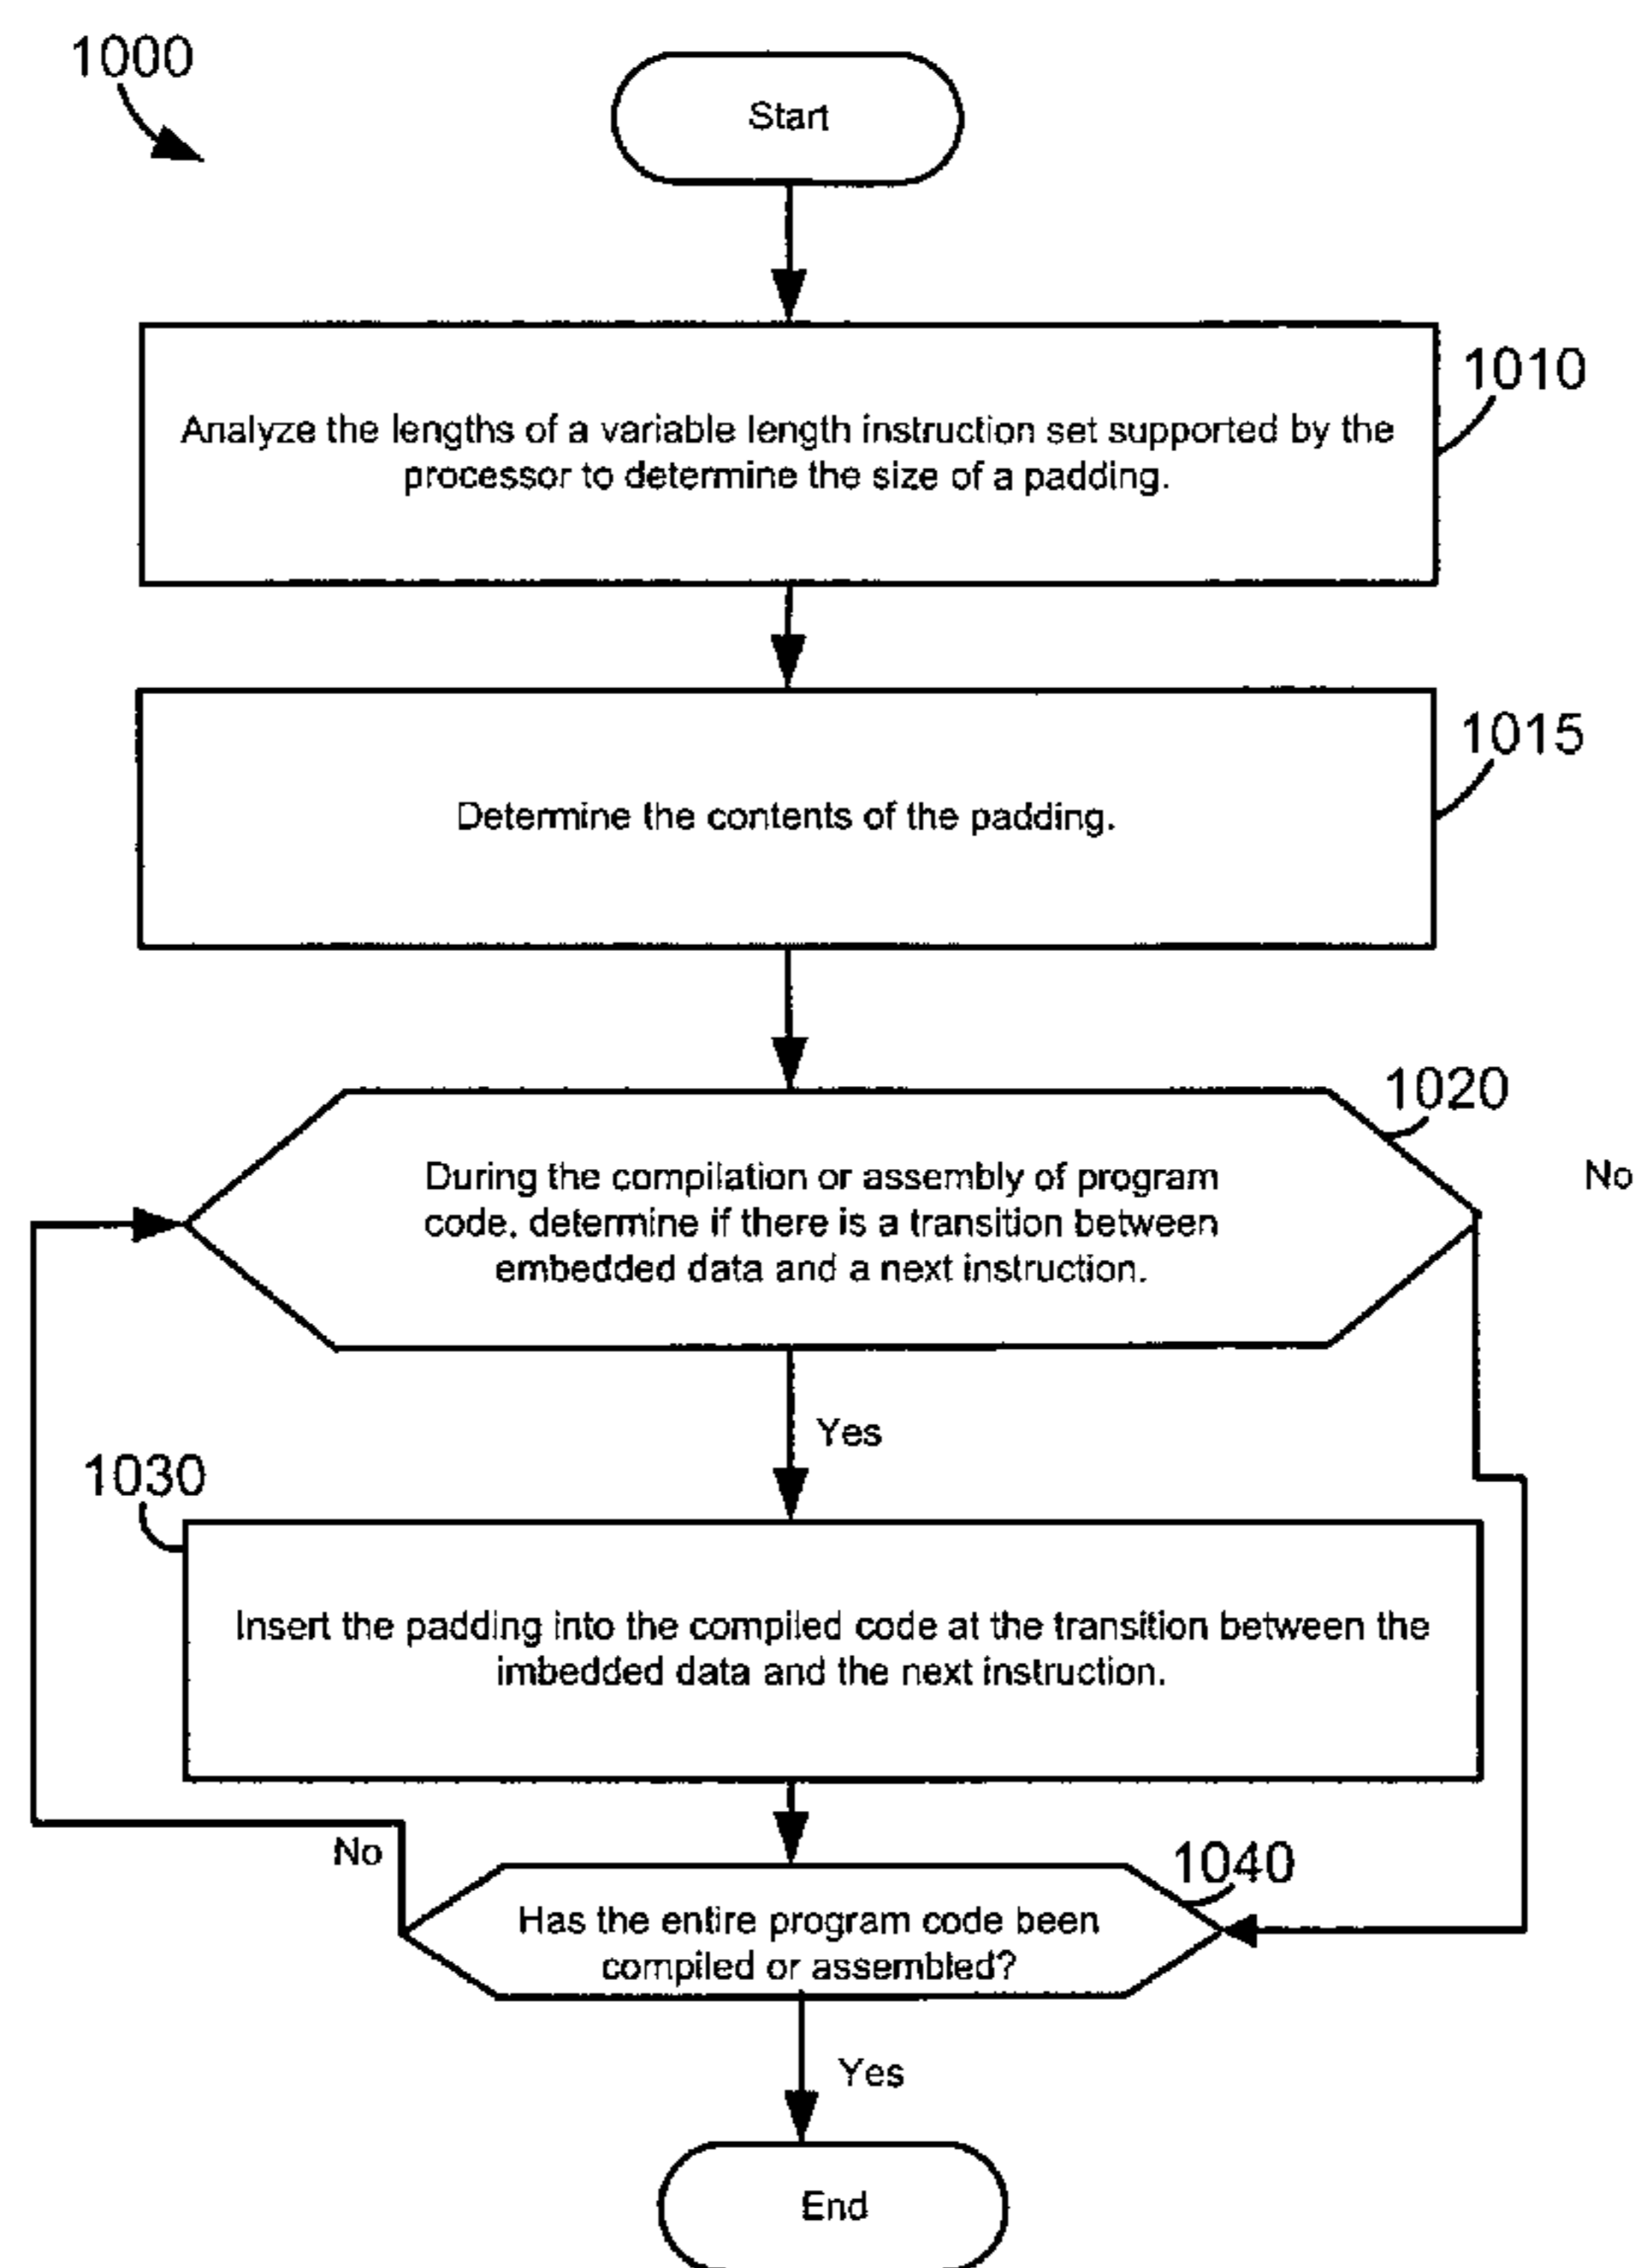 1000
Start
1010
Analyze the lengths of a variable length instruction set supported by the
processor to determine the size of a padding.
1015
Determine the contents of the padding.
1020
No
During the compilation or assembly of program
code, determine if there is a transition between
embedded data and a next instruction.
Yes
1030
Insert the padding into the compiled code at the transition between the
imbedded data and the next instruction.
No
1040
Has the entire program code been
compiled or assembled?
Yes
End